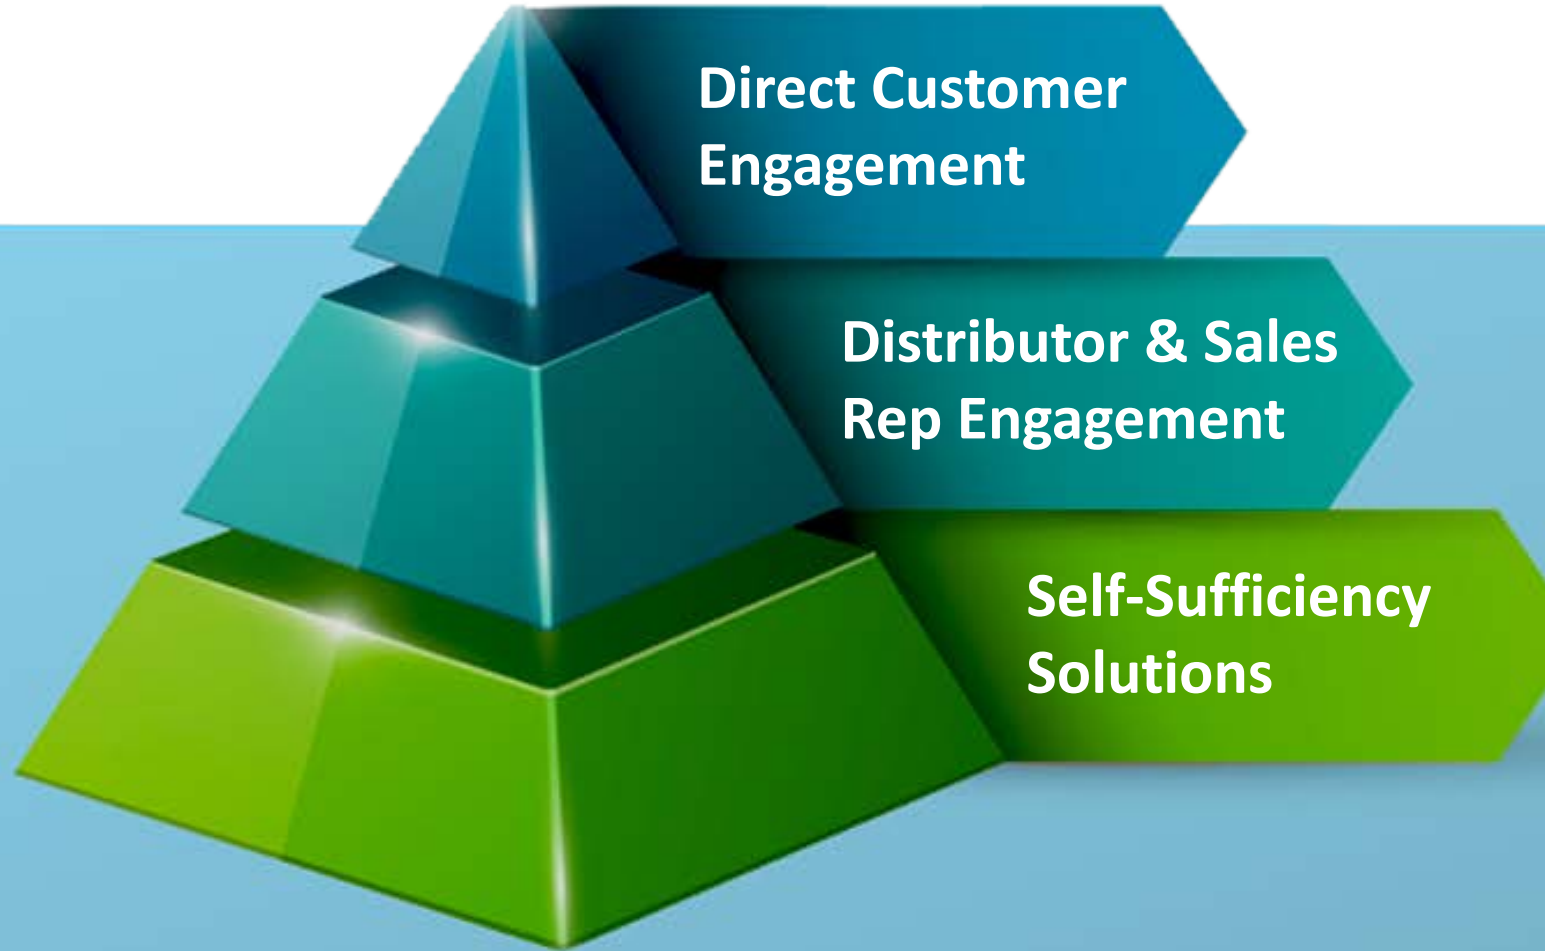 Direct Customer
Engagement
Distributor & Sales
Rep Engagement
Self-Sufficiency
Solutions